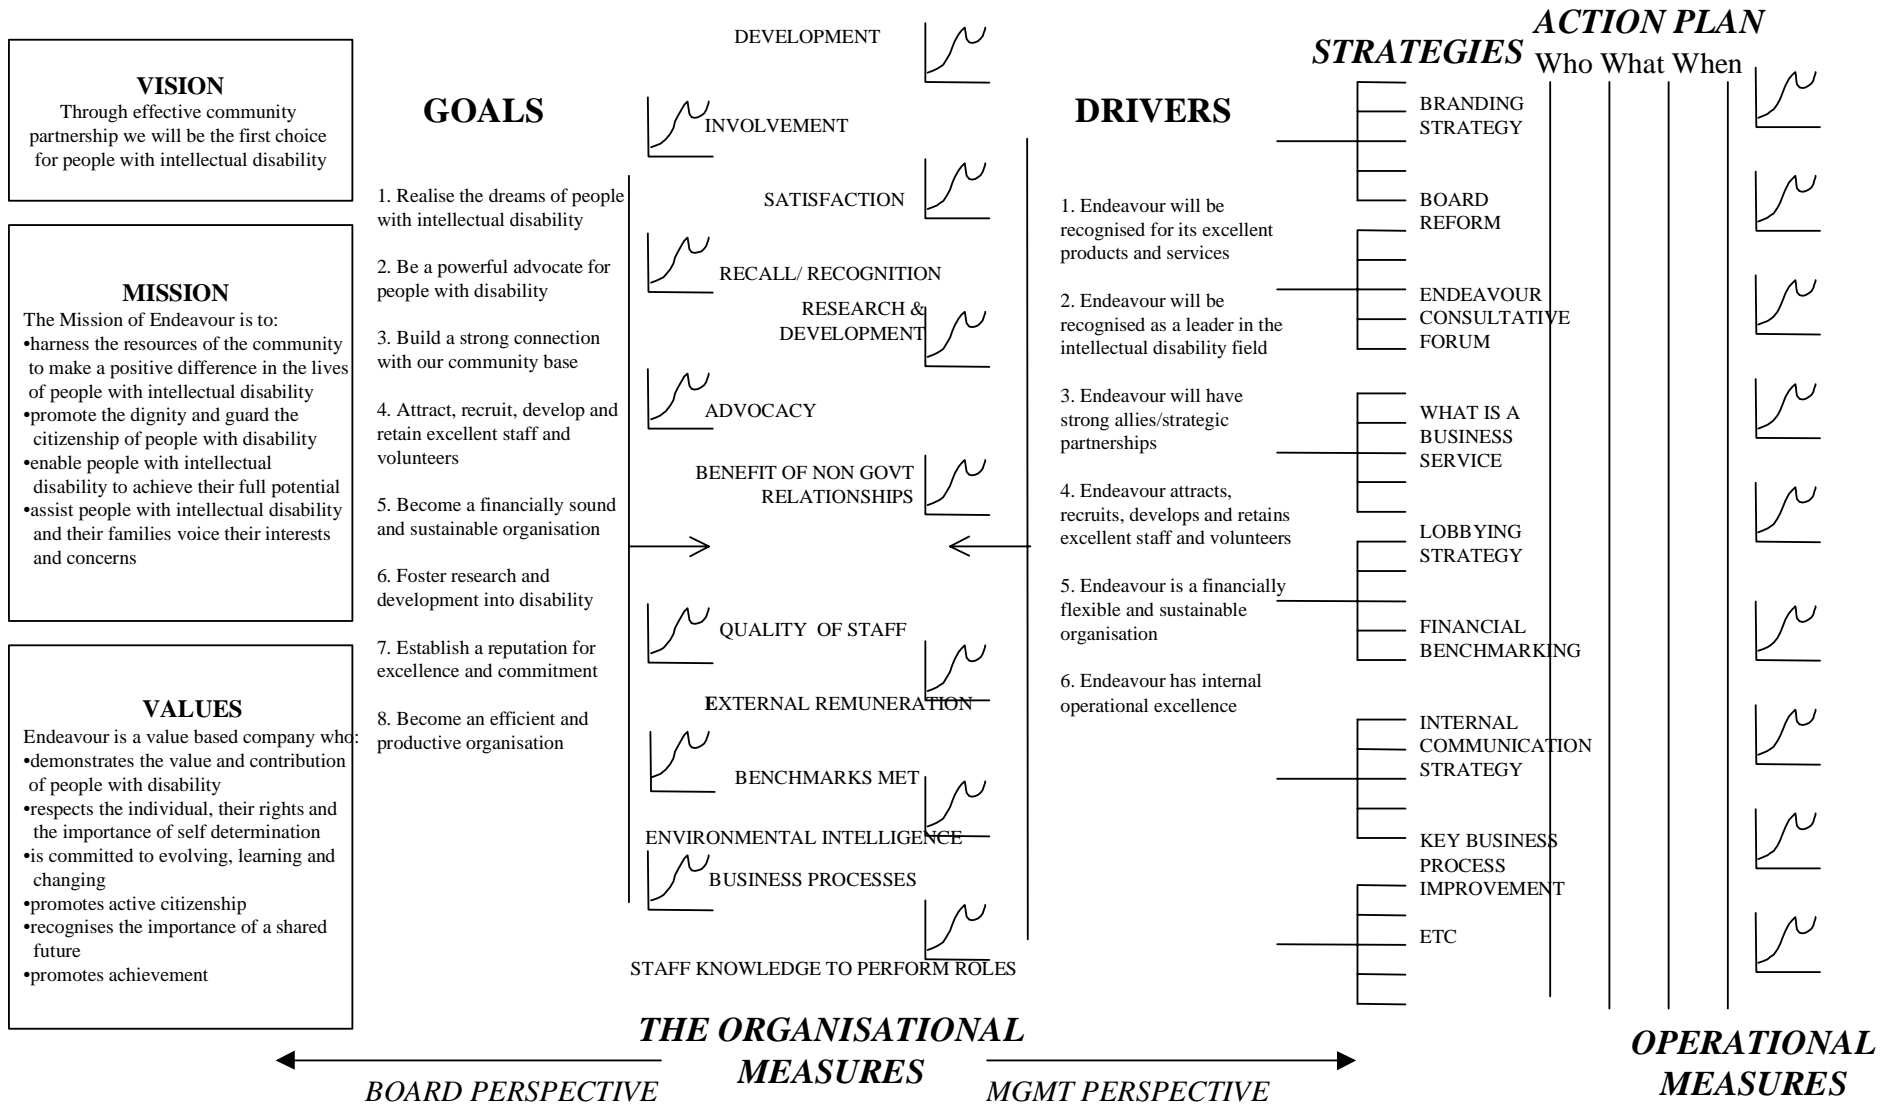 VISION
Through effective community
partnership we will be the first choice
for people with intellectual disability
MISSION
The Mission of Endeavour is to:
•harness the resources of the community
to make a positive difference in the lives
of people with intellectual disability
•promote the dignity and guard the
citizenship of people with disability
•enable people with intellectual
disability to achieve their full potential
•assist people with intellectual disability
and their families voice their interests
and concerns
VALUES
Endeavour is a value based company who:
•demonstrates the value and contribution
of people with disability
•respects the individual, their rights and
the importance of self determination
•is committed to evolving, learning and
changing
•promotes active citizenship
•recognises the importance of a shared
future
•promotes achievement
GOALS
1. Realise the dreams of people
with intellectual disability
2. Be a powerful advocate for
people with disability
3. Build a strong connection
with our community base
4. Attract, recruit, develop and
retain excellent staff and
volunteers
5. Become a financially sound
and sustainable organisation
6. Foster research and
development into disability
7. Establish a reputation for
excellence and commitment
8. Become an efficient and
productive organisation
DEVELOPMENT
INVOLVEMENT
SATISFACTION
RECALL/ RECOGNITION
RESEARCH &
DEVELOPMENT
ADVOCACY
BENEFIT OF NON GOVT
RELATIONSHIPS
QUALITY OF STAFF
EXTERNAL REMUNERATION
BENCHMARKS MET
ENVIRONMENTAL INTELLIGENCE
BUSINESS PROCESSES
STAFF KNOWLEDGE TO PERFORM ROLES
THE ORGANISATIONAL
MEASURES
BOARD PERSPECTIVE
MGMT PERSPECTIVE
DRIVERS
1. Endeavour will be
recognised for its excellent
products and services
2. Endeavour will be
recognised as a leader in the
intellectual disability field
3. Endeavour will have
strong allies/strategic
partnerships
4. Endeavour attracts,
recruits, develops and retains
excellent staff and volunteers
5. Endeavour is a financially
flexible and sustainable
organisation
6. Endeavour has internal
operational excellence
STRATEGIES
BRANDING
STRATEGY
BOARD
REFORM
ENDEAVOUR
CONSULTATIVE
FORUM
WHAT IS A
BUSINESS
SERVICE
LOBBYING
STRATEGY
FINANCIAL
BENCHMARKING
INTERNAL
COMMUNICATION
STRATEGY
KEY BUSINESS
PROCESS
IMPROVEMENT
ETC
ACTION PLAN
Who What When
OPERATIONAL
MEASURES